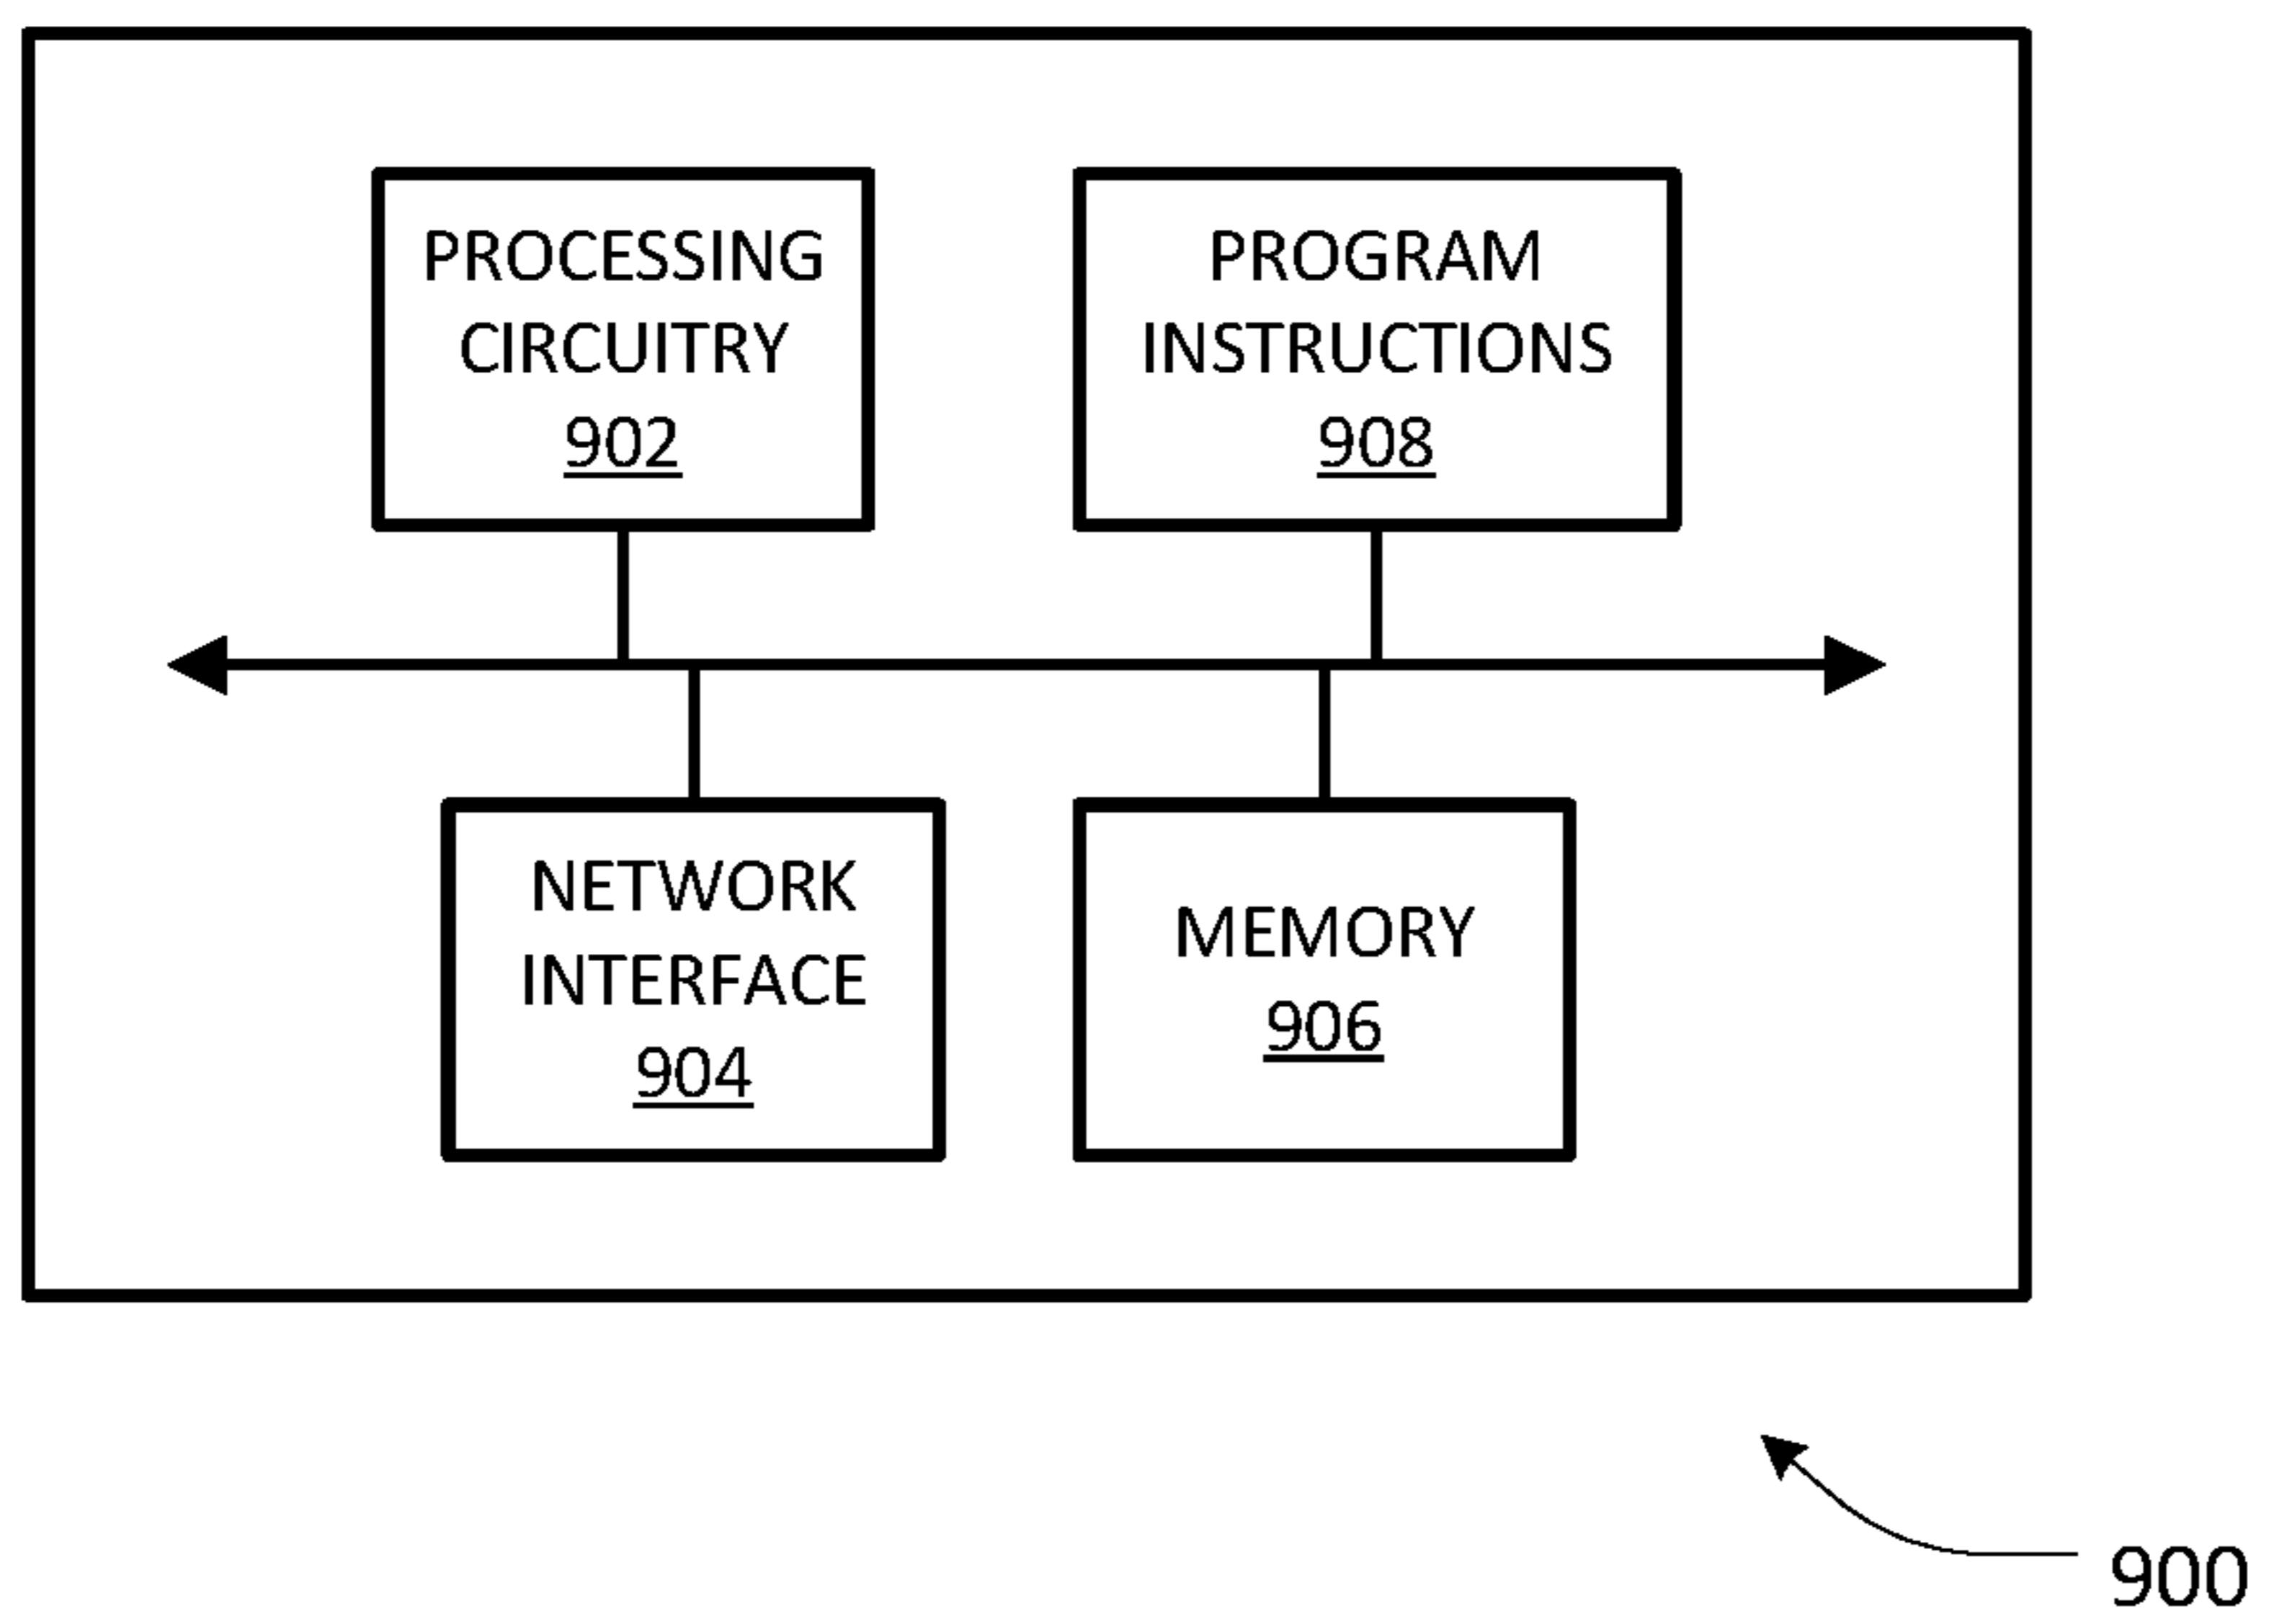 PROCESSING
CIRCUITRY
902
PROGRAM
INSTRUCTIONS
908
NETWORK
INTERFACE
904
MEMORY
906
900